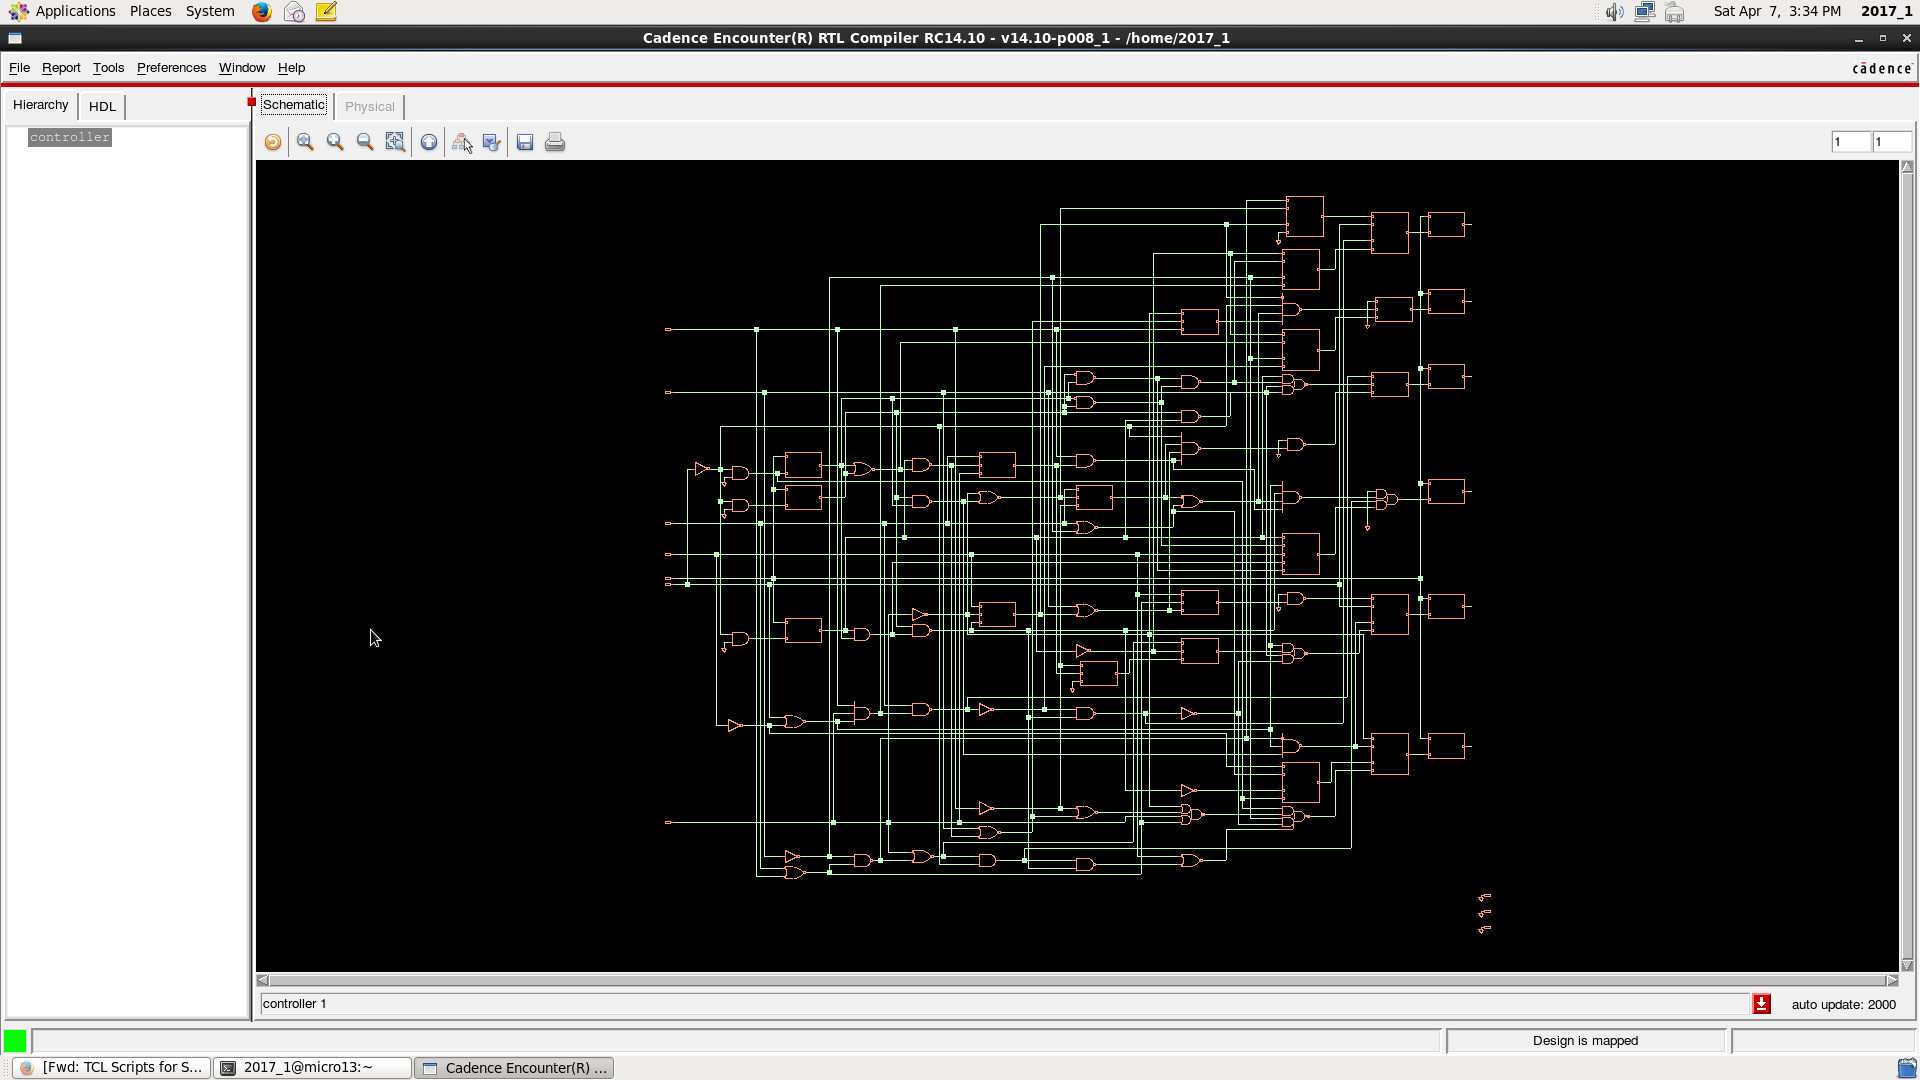 Applications Places System Sat Apr 7, 3:34 PM 2017_1
Cadence Encounter(R) RTL Compiler RC14.10 - v14.10-p008_1 - /home/2017_1
File Report Tools Preferences Window Help cādence
Hierarchy HDL Schematic Physical
controller
1 1
controller 1 auto update: 2000
Design is mapped
[Fwd: TCL Scripts for S... 2017_1@micro13:~ Cadence Encounter(R) ...